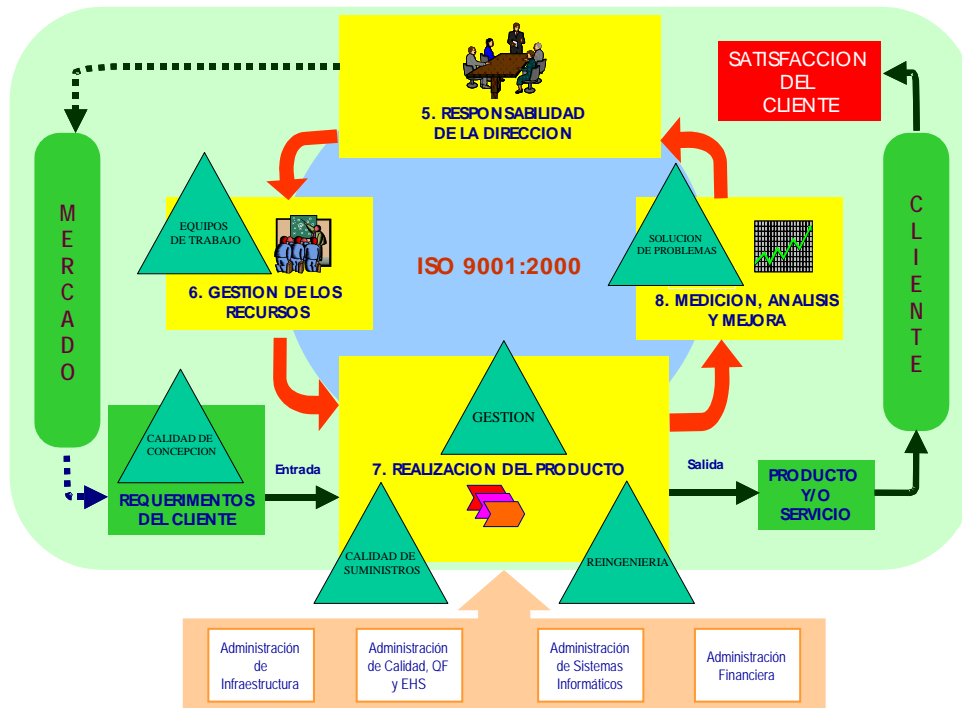 5. RESPONSABILIDAD
DE LA DIRECCION
SATISFACCION
DEL
CLIENTE
MERCADO
CLIENTE
EQUIPOS
DE TRABAJO
6. GESTION DE LOS
RECURSOS
ISO 9001:2000
SOLUCION
DE PROBLEMAS
8. MEDICION, ANALISIS
Y MEJORA
CALIDAD DE
CONCEPCION
REQUERIMENTOS
DEL CLIENTE
Entrada
GESTION
7. REALIZACION DEL PRODUCTO
CALIDAD DE
SUMINISTROS
REINGENIERIA
Salida
PRODUCTO
Y/O
SERVICIO
Administración
de
Infraestructura
Administración
de Calidad, QF
y EHS
Administración
de Sistemas
Informáticos
Administración
Financiera